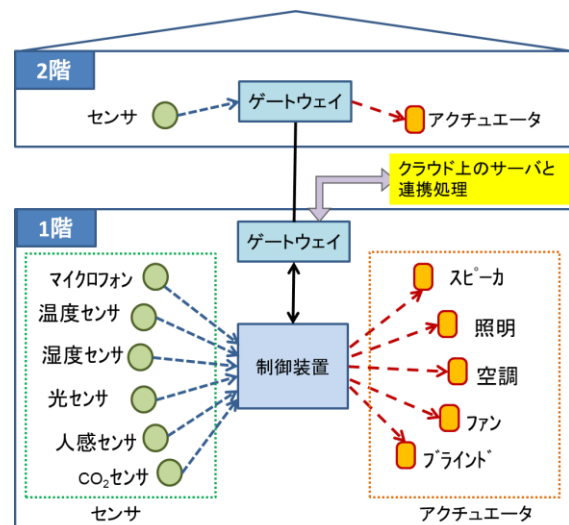 2階
センサ
ゲートウェイ
アクチュエータ
クラウド上のサーバと
連携処理
1階
ゲートウェイ
マイクロフォン
温度センサ
湿度センサ
光センサ
人感センサ
CO₂センサ
センサ
制御装置
スピーカ
照明
空調
ファン
ブラインド
アクチュエータ